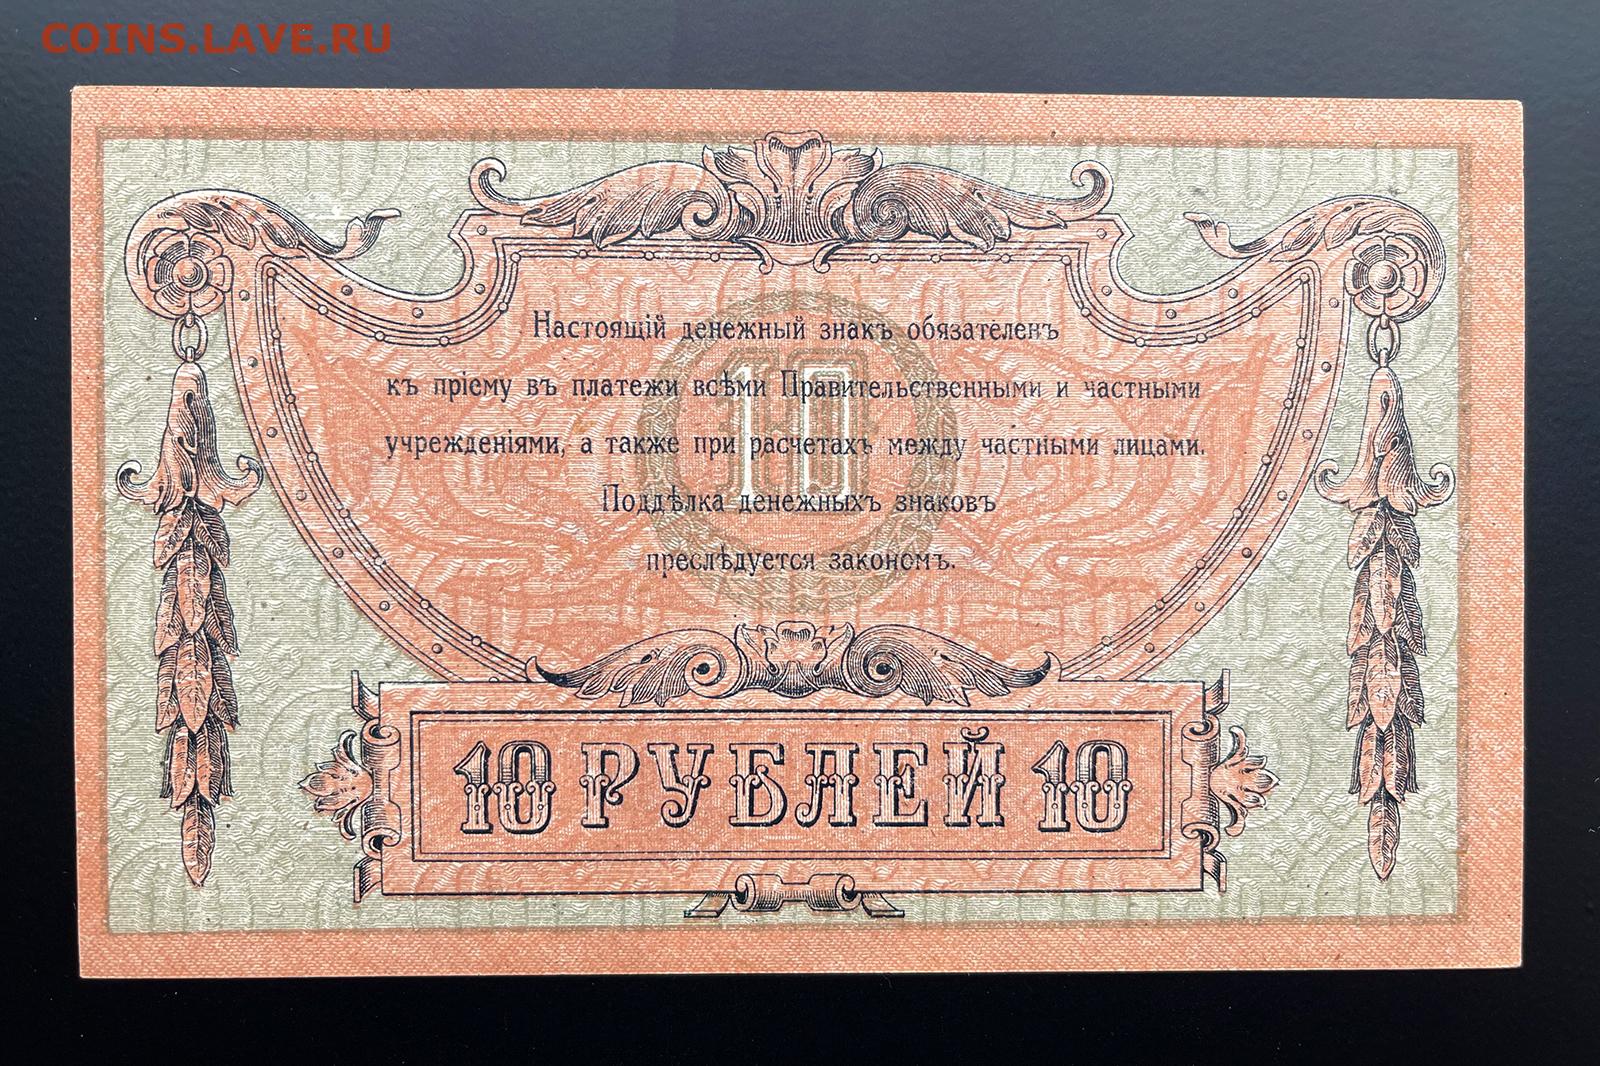 COINS.LAVE.RU
Настоящій денежный знакъ обязателенъ
къ пріему въ платежи всѣми Правительственными и частными
учрежденіями, а также при расчетахъ между частными лицами.
10
Поддѣлка денежныхъ знаковъ
преслѣдуется закономъ.
10 РУБЛЕЙ 10